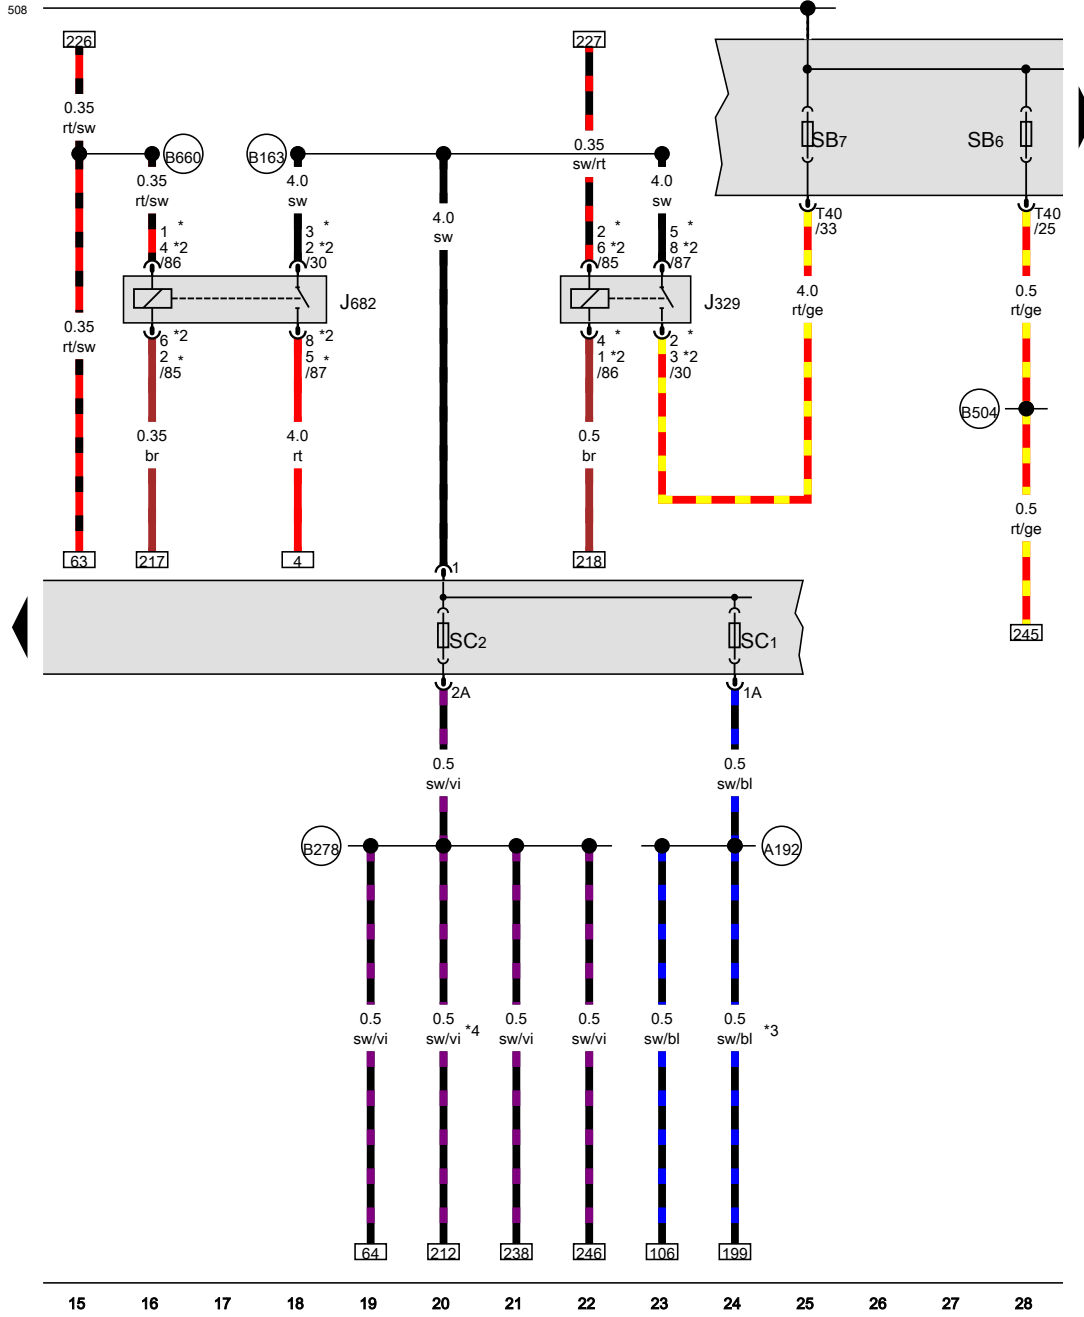 508
226
227
0.35
rt/sw
0.35
sw/rt
SB7
SB6
B660
B163
0.35
rt/sw
4.0
sw
4.0
sw
4.0
sw
T40
/33
T40
/25
1 *
4 *2
/86
3 *
2 *2
/30
2 *
6 *2
/85
5 *
8 *2
/87
J682
J329
4.0
rt/ge
0.5
rt/ge
0.35
rt/sw
6 *2
2 *
/85
8 *2
5 *
/87
4 *
1 *2
/86
2 *
3 *2
/30
B504
0.35
br
4.0
rt
0.5
br
0.5
rt/ge
63
217
4
1
218
SC2
SC1
245
2A
1A
0.5
sw/vi
0.5
sw/bl
B278
A192
0.5
sw/vi
0.5
sw/vi *4
0.5
sw/vi
0.5
sw/vi
0.5
sw/bl
0.5
sw/bl *3
64
212
238
246
106
199
15 16 17 18 19 20 21 22 23 24 25 26 27 28